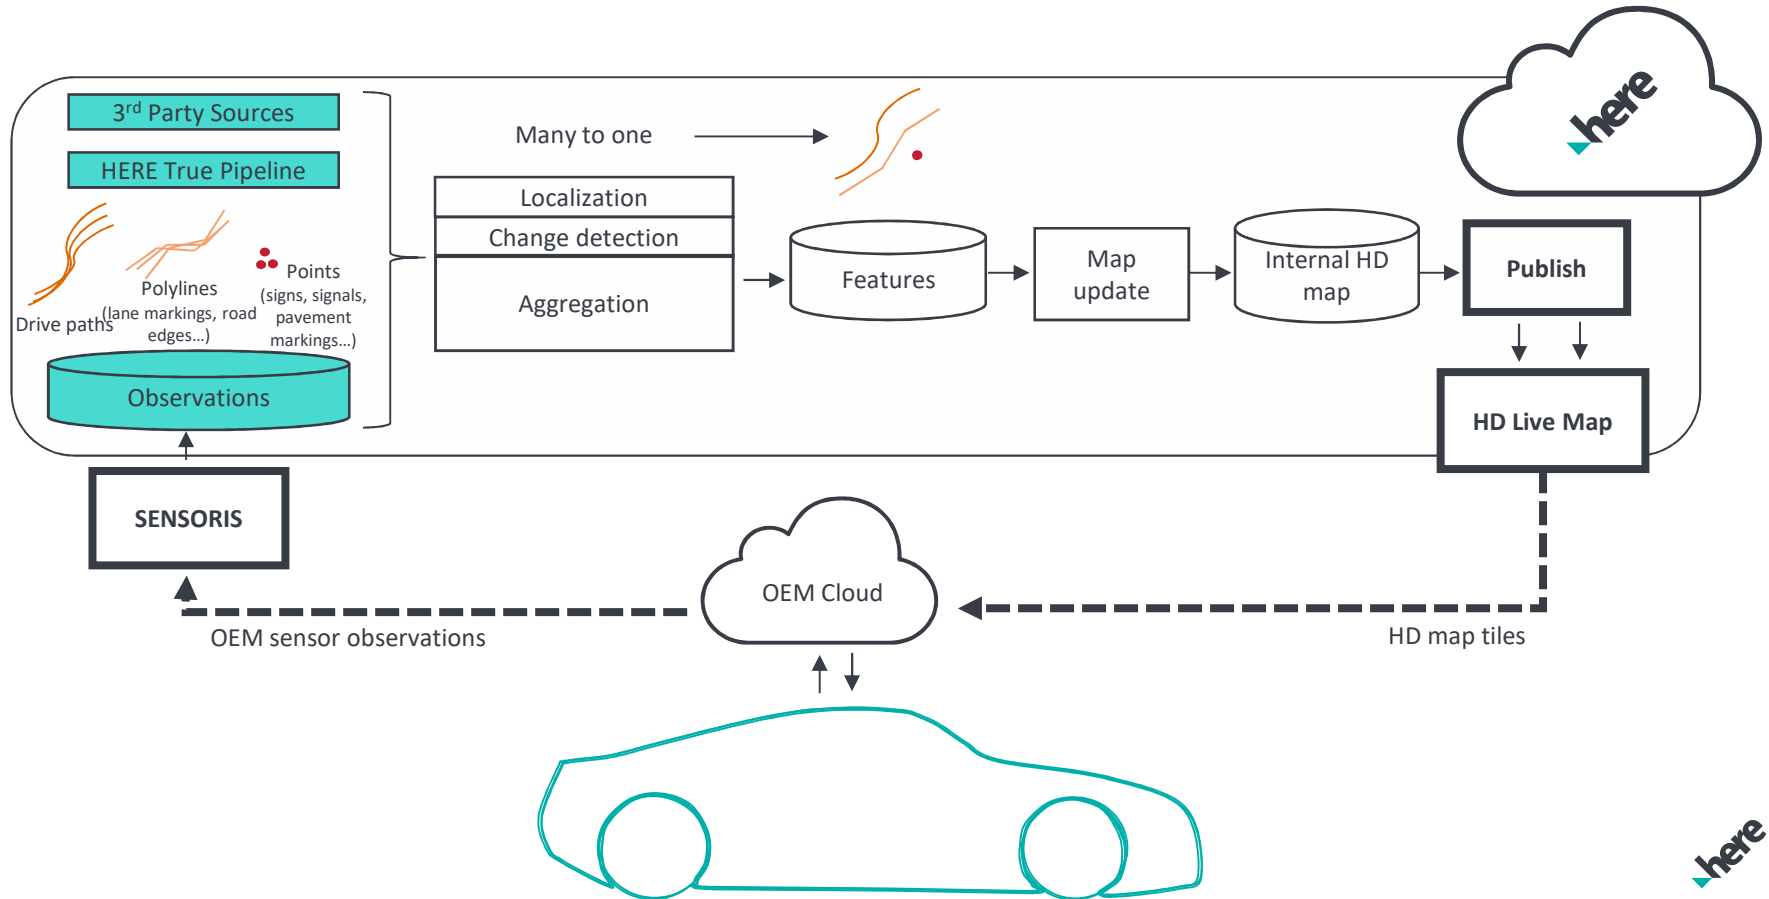 here
3rd Party Sources
HERE True Pipeline
Many to one
Localization
Change detection
Aggregation
Drive paths
Polylines
(lane markings, road
edges…)
Points
(signs, signals,
pavement
markings…)
Observations
Features
Map
update
Internal HD
map
Publish
HD Live Map
SENSORIS
OEM Cloud
OEM sensor observations
HD map tiles
here